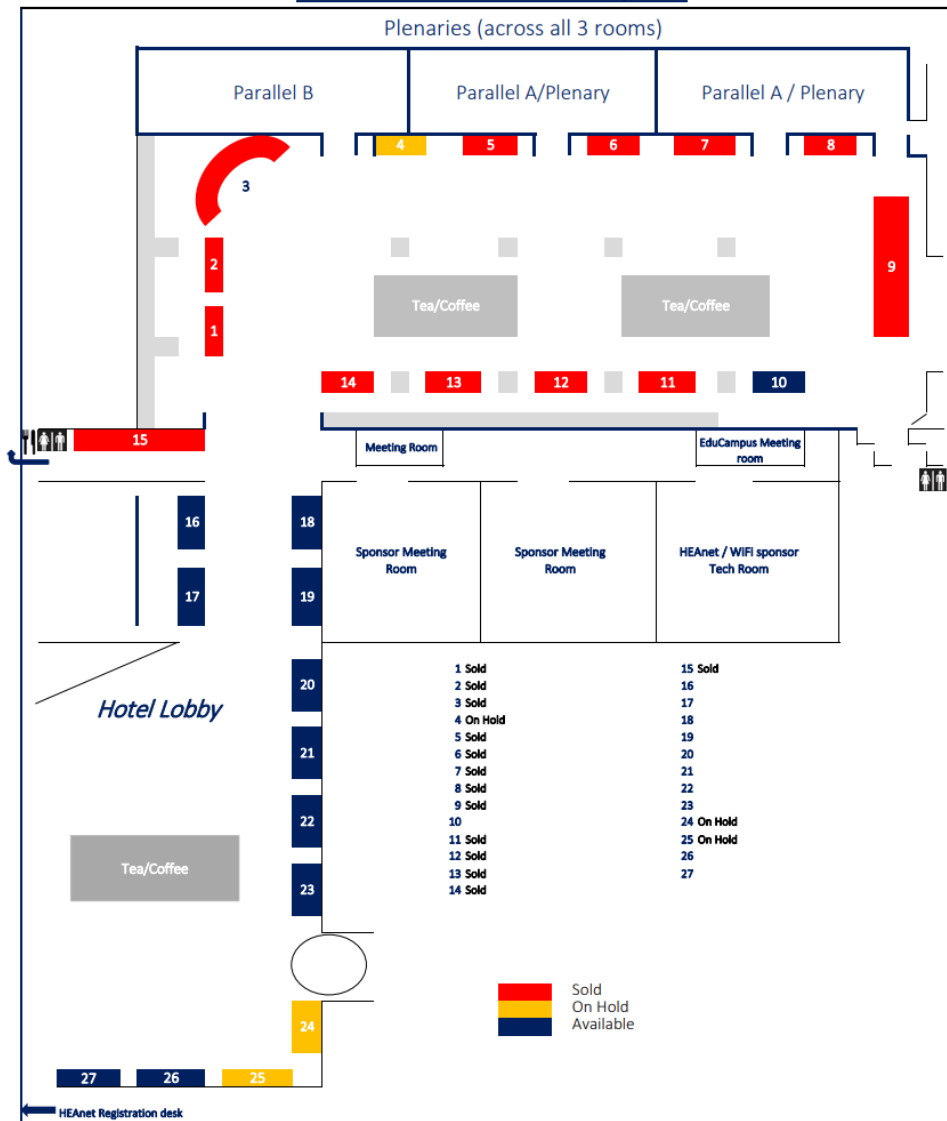 Plenaries (across all 3 rooms)
Parallel B
Parallel A/Plenary
Parallel A / Plenary
4
5
6
7
8
3
2
9
1
Tea/Coffee
Tea/Coffee
14
13
12
11
10
15
Meeting Room
EduCampus Meeting
room
16
18
Sponsor Meeting
Room
Sponsor Meeting
Room
HEAnet / WiFi sponsor
Tech Room
17
19
20
Hotel Lobby
21
22
Tea/Coffee
23
1 Sold
2 Sold
3 Sold
4 On Hold
5 Sold
6 Sold
7 Sold
8 Sold
9 Sold
10
11 Sold
12 Sold
13 Sold
14 Sold
15 Sold
16
17
18
19
20
21
22
23
24 On Hold
25 On Hold
26
27
Sold
On Hold
Available
24
27
26
25
HEAnet Registration desk